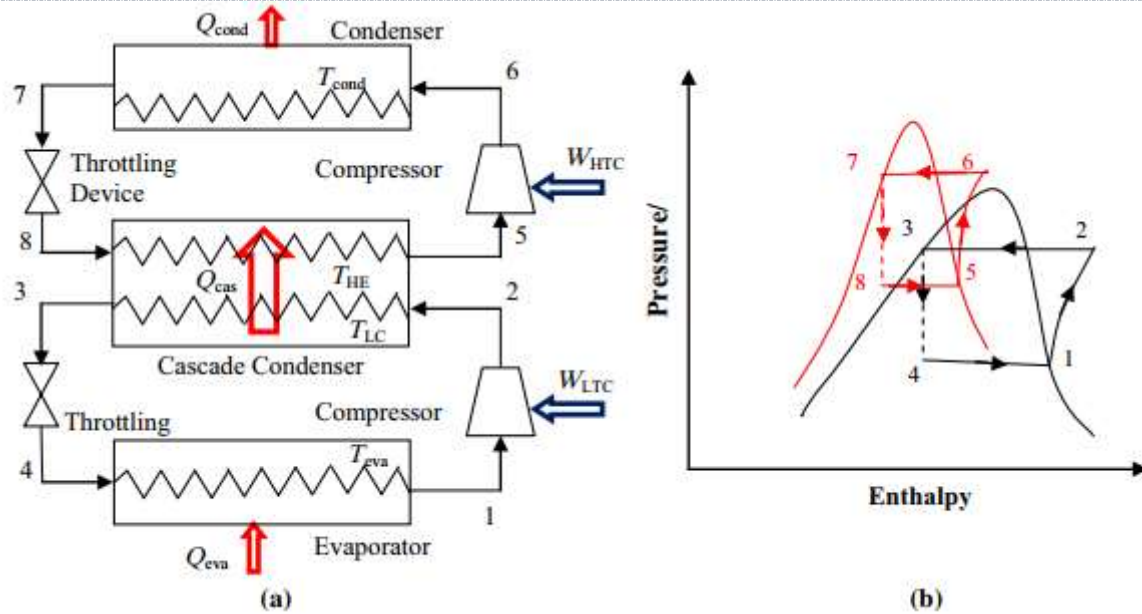 Q_cond
Condenser
T_cond
6
7
Throttling
Device
Compressor
W_HTC
8
5
Q_cas
T_HE
3
2
T_LC
Cascade Condenser
W_LTC
Compressor
Throttling
T_eva
4
1
Q_eva
Evaporator
(a)
Pressure/
7
6
3
2
8
5
4
1
Enthalpy
(b)